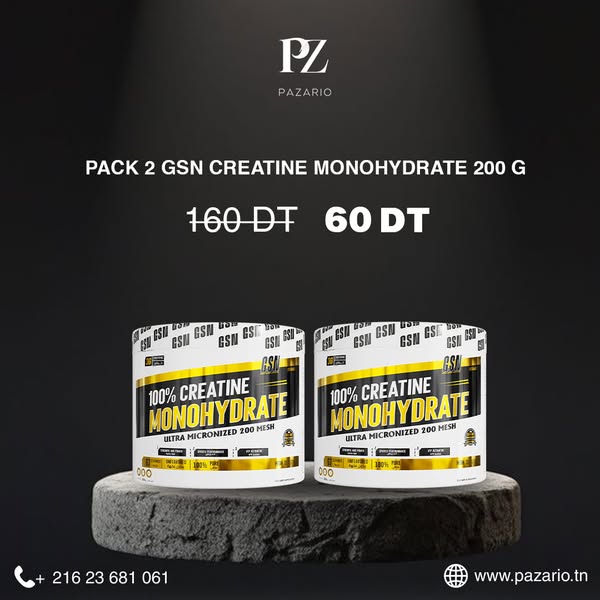 PZ
PAZARIO
PACK 2 GSN CREATINE MONOHYDRATE 200 G
160 DT 60 DT
GSN
100% CREATINE
MONOHYDRATE
ULTRA MICRONIZED 200 MESH
GSN
100% CREATINE
MONOHYDRATE
ULTRA MICRONIZED 200 MESH
+ 216 23 681 061
www.pazario.tn